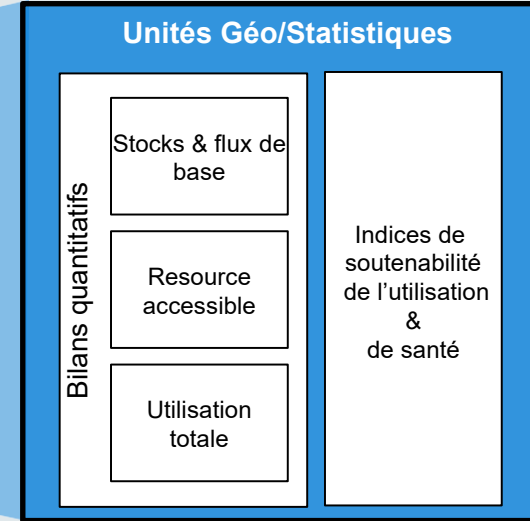 Unités Géo/Statistiques
Bilans quantitatifs
Stocks & flux de
base
Resource
accessible
Utilisation
totale
Indices de
soutenabilité
de l’utilisation
&
de santé